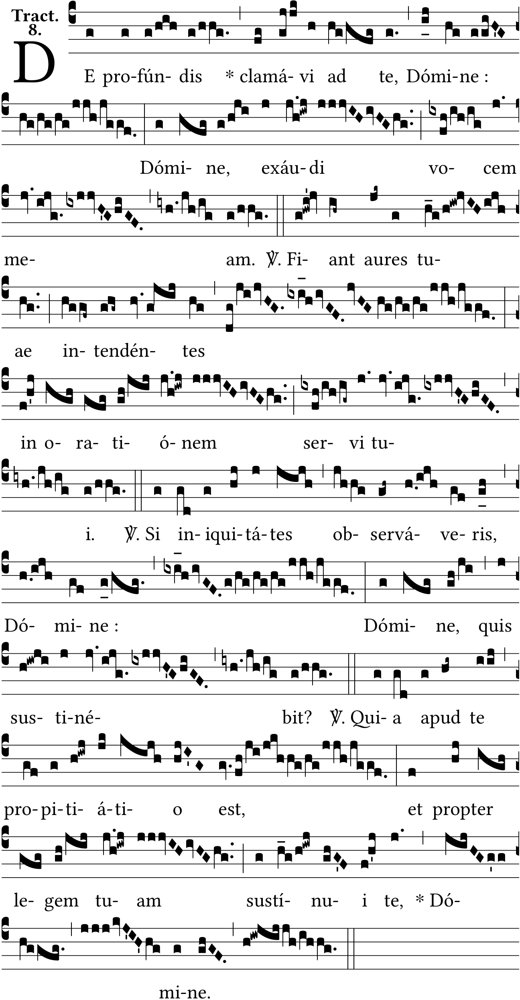 Tract.
8.
DE pro-fún- dis * clamá- vi ad te, Dómi-ne :
Dómi- ne, exáu-di vo- cem
me- am. ℣. Fi- ant aures tu-
ae in- tendén- tes
in o- ra- ti- ó- nem ser- vi tu-
i. ℣. Si in- iqui-tá-tes ob- servá- ve- ris,
Dó- mi- ne : Dómi- ne, quis
sus- ti-né- bit? ℣. Qui- a apud te
pro-pi-ti- á-ti- o est, et propter
le- gem tu- am sustí- nu- i te, * Dó-
mi-ne.